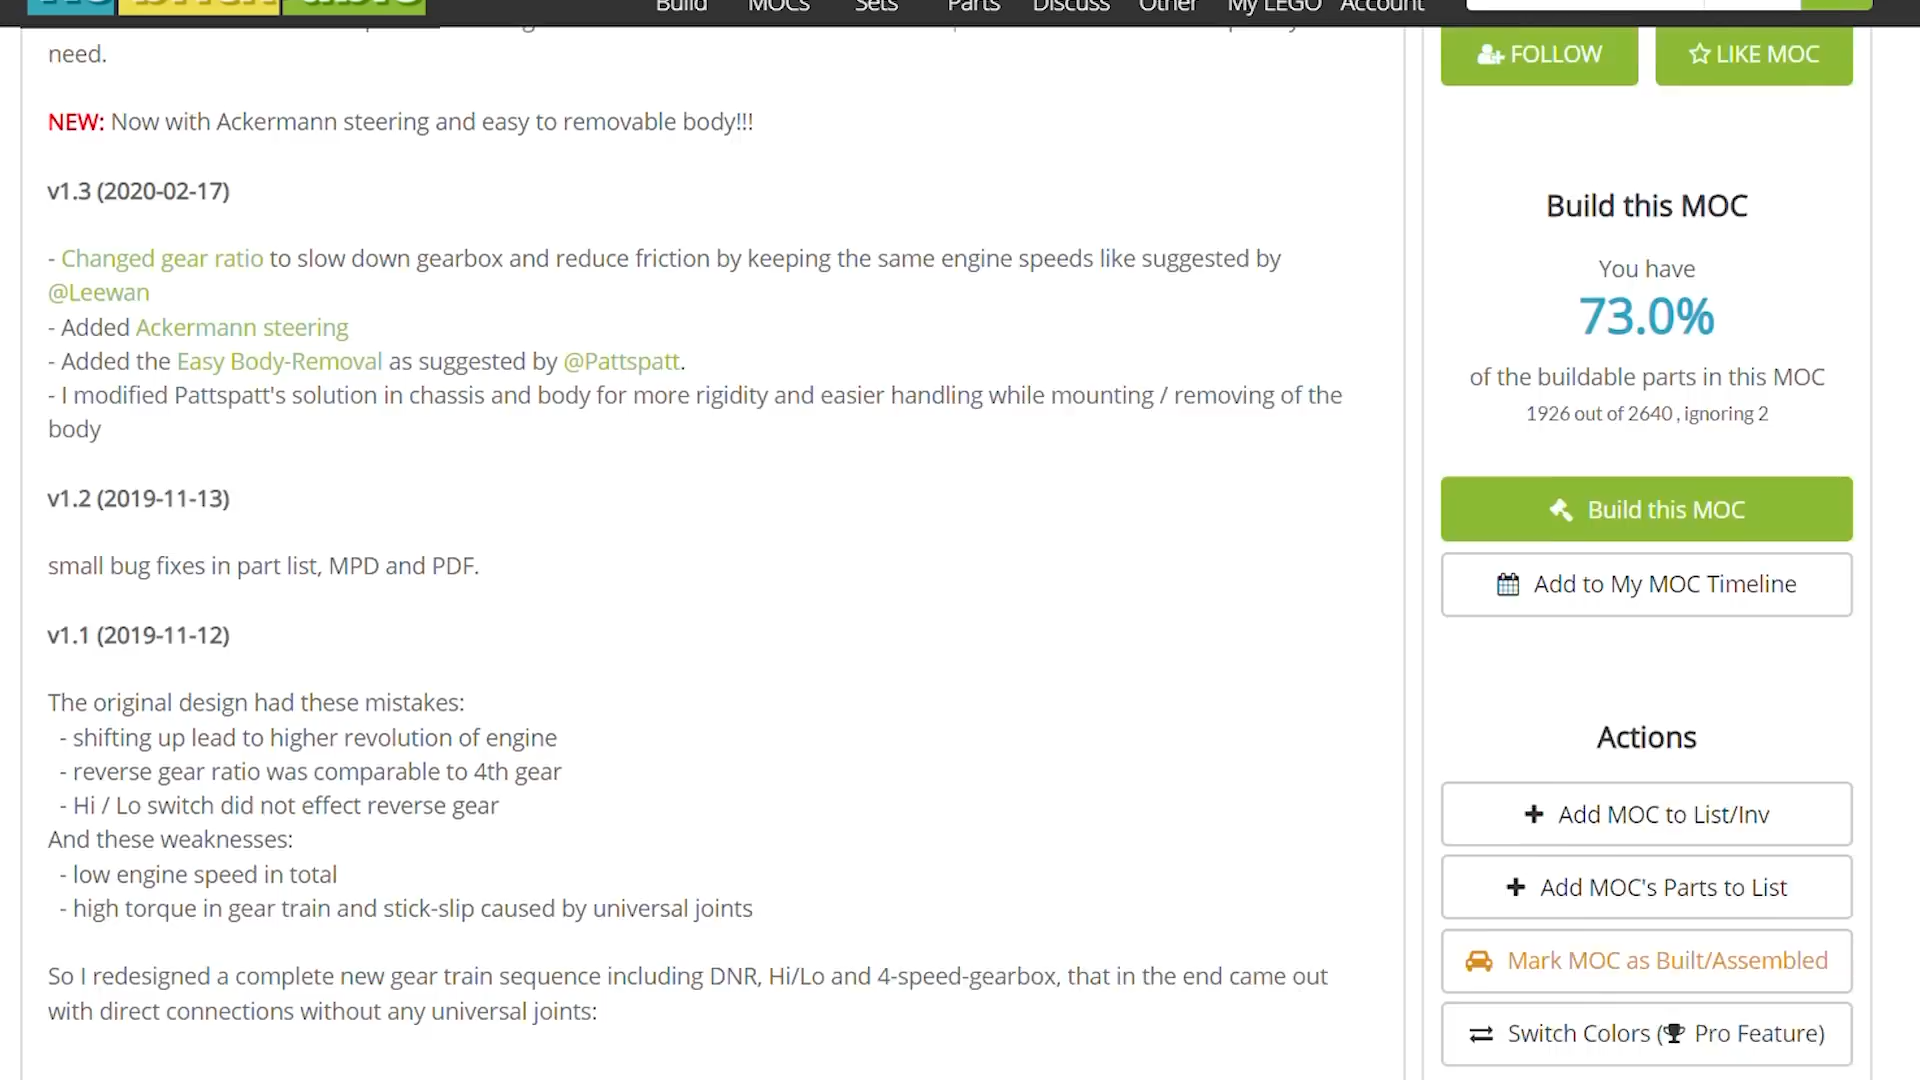 Build MOCs Sets Parts Discuss Other My LEGO Account
need.
FOLLOW
LIKE MOC
NEW: Now with Ackermann steering and easy to removable body!!!
v1.3 (2020-02-17)
- Changed gear ratio to slow down gearbox and reduce friction by keeping the same engine speeds like suggested by
@Leewan
- Added Ackermann steering
- Added the Easy Body-Removal as suggested by @Pattspatt.
- I modified Pattspatt's solution in chassis and body for more rigidity and easier handling while mounting / removing of the
body
v1.2 (2019-11-13)
small bug fixes in part list, MPD and PDF.
v1.1 (2019-11-12)
The original design had these mistakes:
- shifting up lead to higher revolution of engine
- reverse gear ratio was comparable to 4th gear
- Hi / Lo switch did not effect reverse gear
And these weaknesses:
- low engine speed in total
- high torque in gear train and stick-slip caused by universal joints
So I redesigned a complete new gear train sequence including DNR, Hi/Lo and 4-speed-gearbox, that in the end came out
with direct connections without any universal joints:
Build this MOC
You have
73.0%
of the buildable parts in this MOC
1926 out of 2640 , ignoring 2
Build this MOC
Add to My MOC Timeline
Actions
Add MOC to List/Inv
Add MOC's Parts to List
Mark MOC as Built/Assembled
Switch Colors ( Pro Feature)